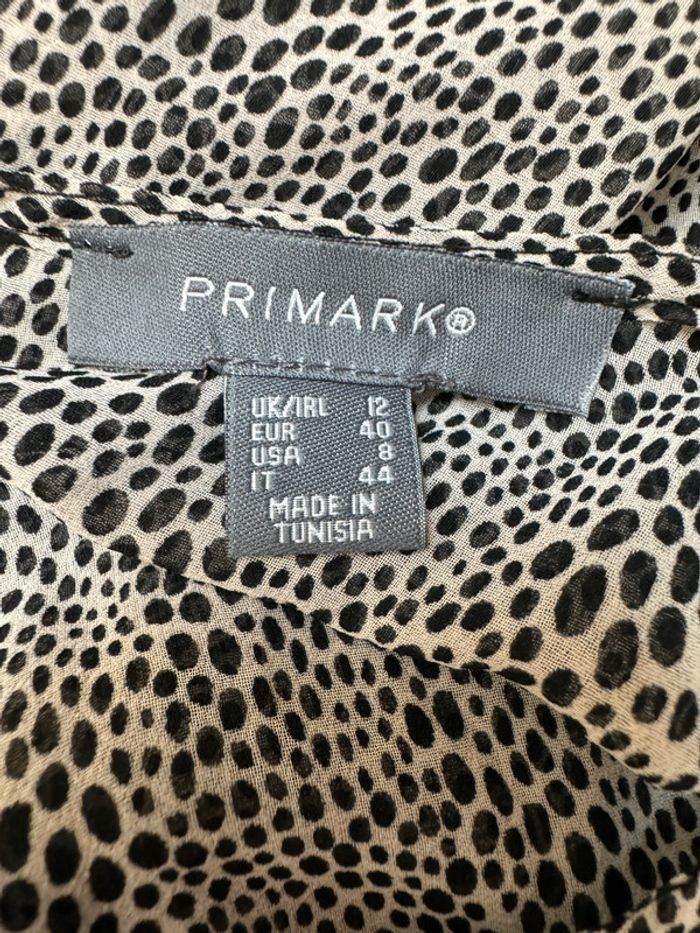 PRIMARK®
UK/IRL 12
EUR 40
USA 8
IT 44
MADE IN
TUNISIA